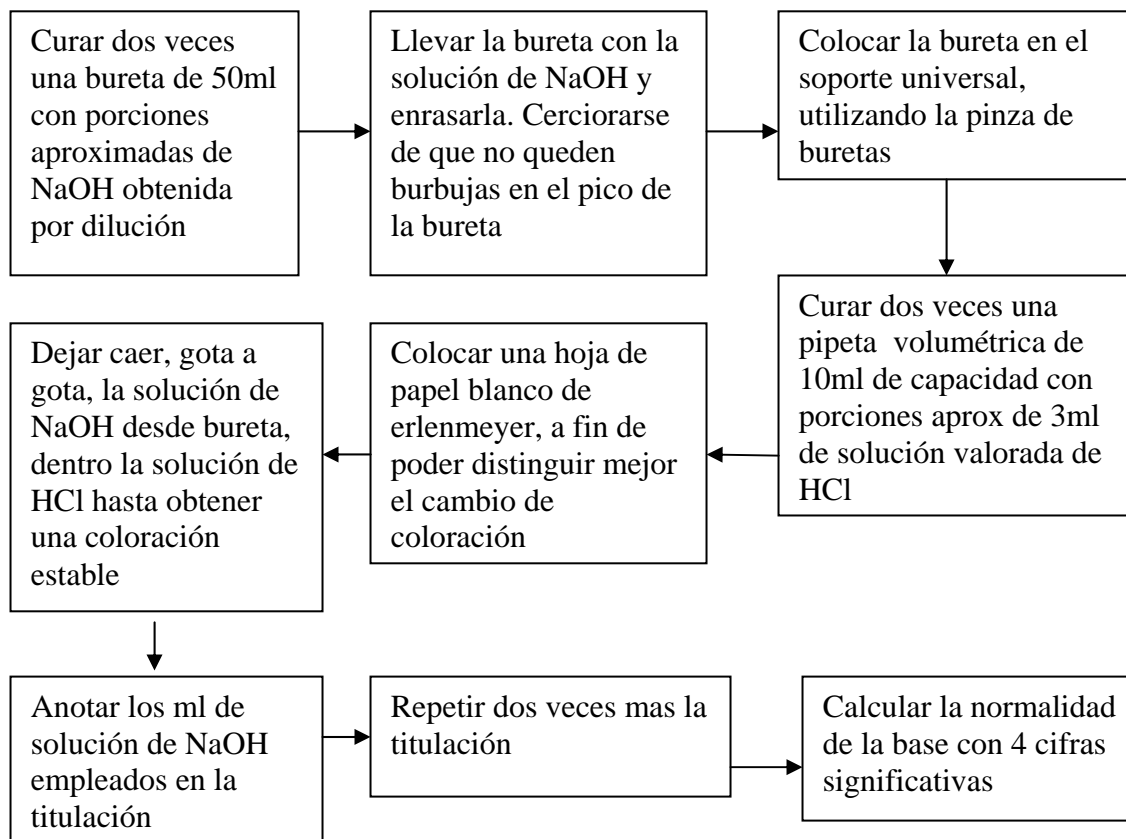 Curar dos veces
una bureta de 50ml
con porciones
aproximadas de
NaOH obtenida
por dilución
Llevar la bureta con la
solución de NaOH y
enrasarla. Cerciorarse
de que no queden
burbujas en el pico de
la bureta
Colocar la bureta en el
soporte universal,
utilizando la pinza de
buretas
Curar dos veces una
pipeta volumétrica de
10ml de capacidad con
porciones aprox de 3ml
de solución valorada de
HCl
Colocar una hoja de
papel blanco de
erlenmeyer, a fin de
poder distinguir mejor
el cambio de
coloración
Dejar caer, gota a
gota, la solución de
NaOH desde bureta,
dentro la solución de
HCl hasta obtener
una coloración
estable
Anotar los ml de
solución de NaOH
empleados en la
titulación
Repetir dos veces mas la
titulación
Calcular la normalidad
de la base con 4 cifras
significativas